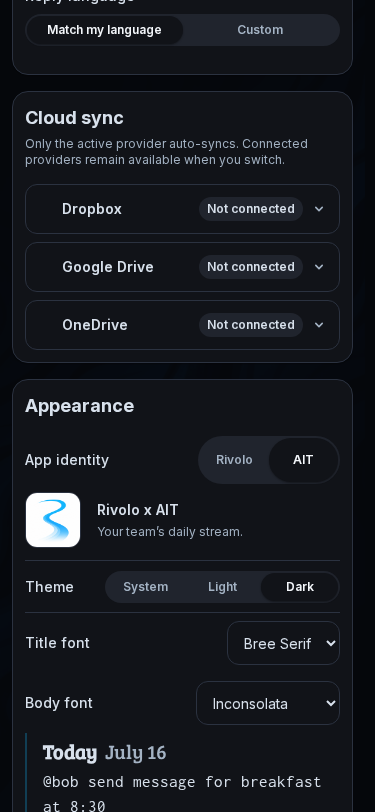 Match my language
Custom
Cloud sync
Only the active provider auto-syncs. Connected
providers remain available when you switch.
Dropbox
Not connected
Google Drive
Not connected
OneDrive
Not connected
Appearance
App identity
Rivolo
AIT
Rivolo x AIT
Your team's daily stream.
Theme
System
Light
Dark
Title font
Bree Serif
Body font
Inconsolata
Today July 16
@bob send message for breakfast
at 8:30